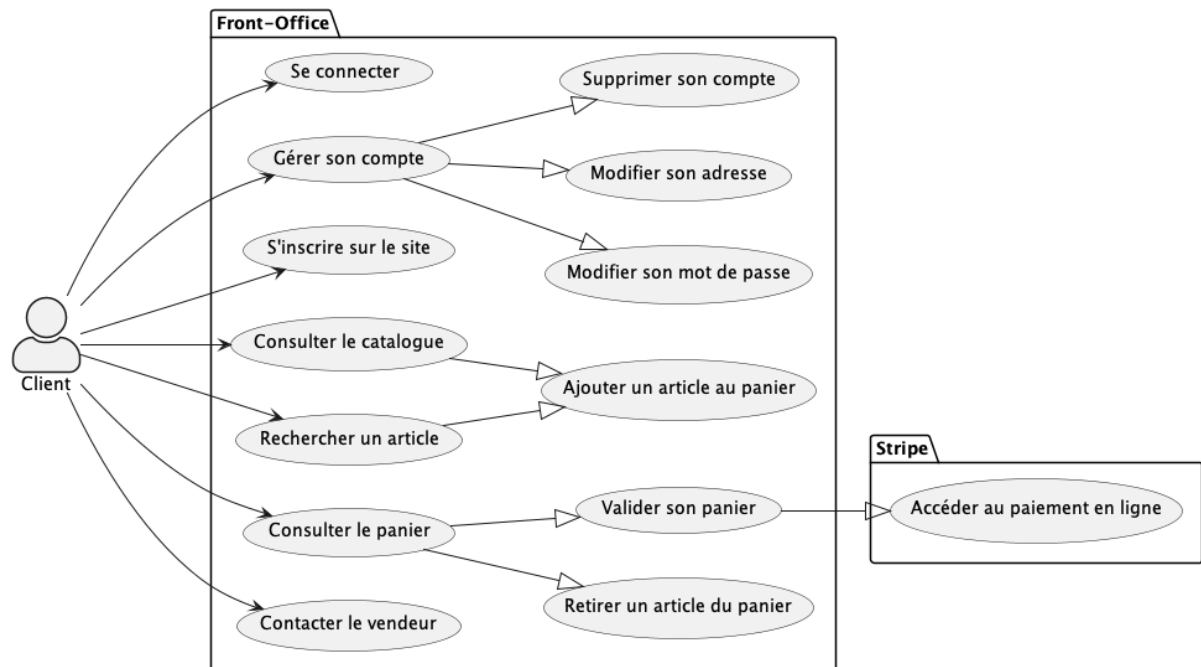 Front-Office
Se connecter
Supprimer son compte
Gérer son compte
Modifier son adresse
S'inscrire sur le site
Modifier son mot de passe
Consulter le catalogue
Client
Ajouter un article au panier
Rechercher un article
Stripe
Valider son panier
Accéder au paiement en ligne
Consulter le panier
Retirer un article du panier
Contacter le vendeur